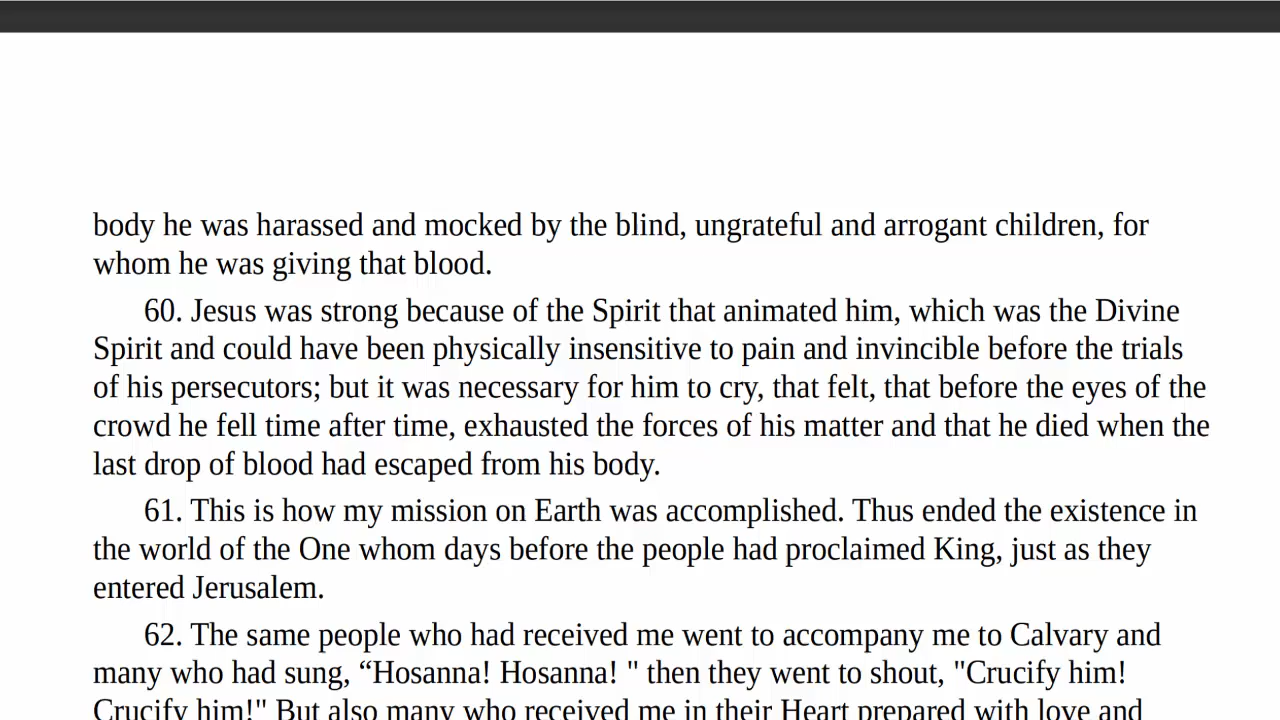 body he was harassed and mocked by the blind, ungrateful and arrogant children, for
whom he was giving that blood.
60. Jesus was strong because of the Spirit that animated him, which was the Divine
Spirit and could have been physically insensitive to pain and invincible before the trials
of his persecutors; but it was necessary for him to cry, that felt, that before the eyes of the
crowd he fell time after time, exhausted the forces of his matter and that he died when the
last drop of blood had escaped from his body.
61. This is how my mission on Earth was accomplished. Thus ended the existence in
the world of the One whom days before the people had proclaimed King, just as they
entered Jerusalem.
62. The same people who had received me went to accompany me to Calvary and
many who had sung, “Hosanna! Hosanna! " then they went to shout, "Crucify him!
Crucify him!" But also many who received me in their Heart prepared with love and